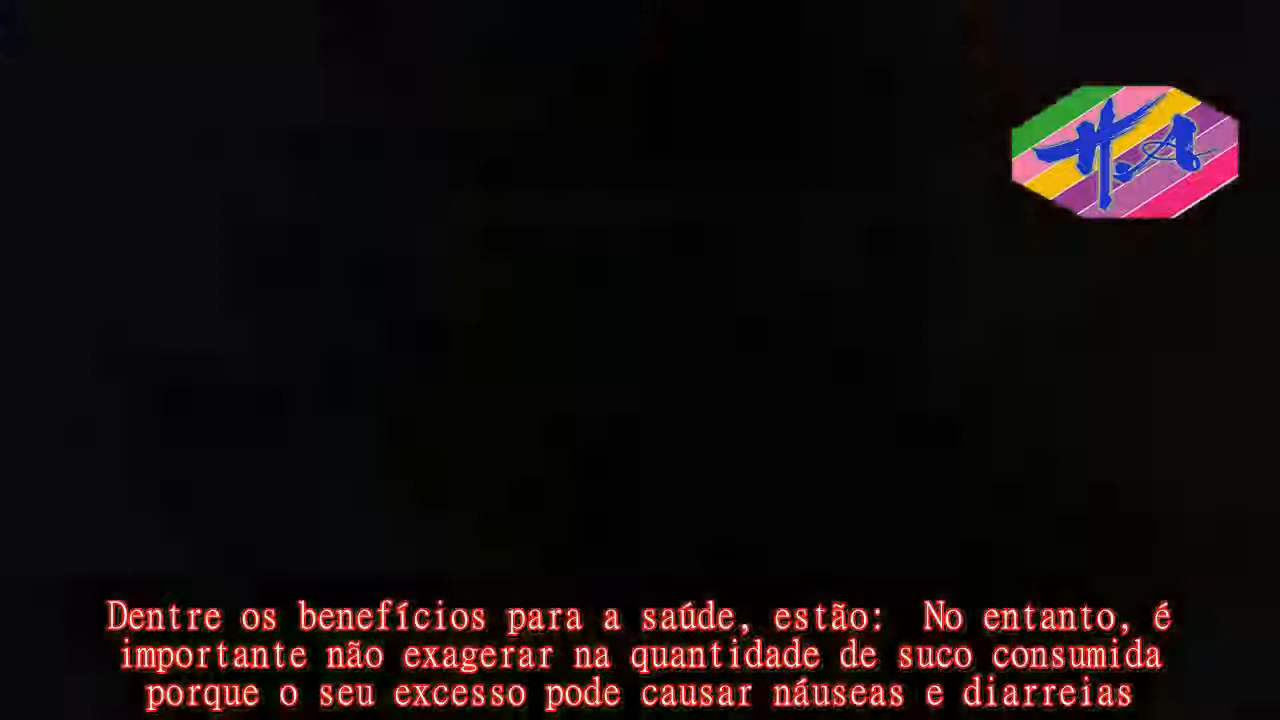 H.A
Dentre os benefícios para a saúde, estão:  No entanto, é
importante não exagerar na quantidade de suco consumida
porque o seu excesso pode causar náuseas e diarreias